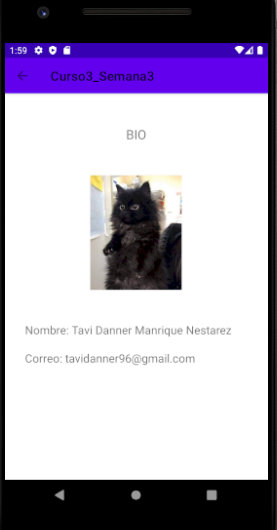 1:59
Curso3_Semana3
BIO
Nombre: Tavi Danner Manrique Nestarez
Correo: tavidanner96@gmail.com